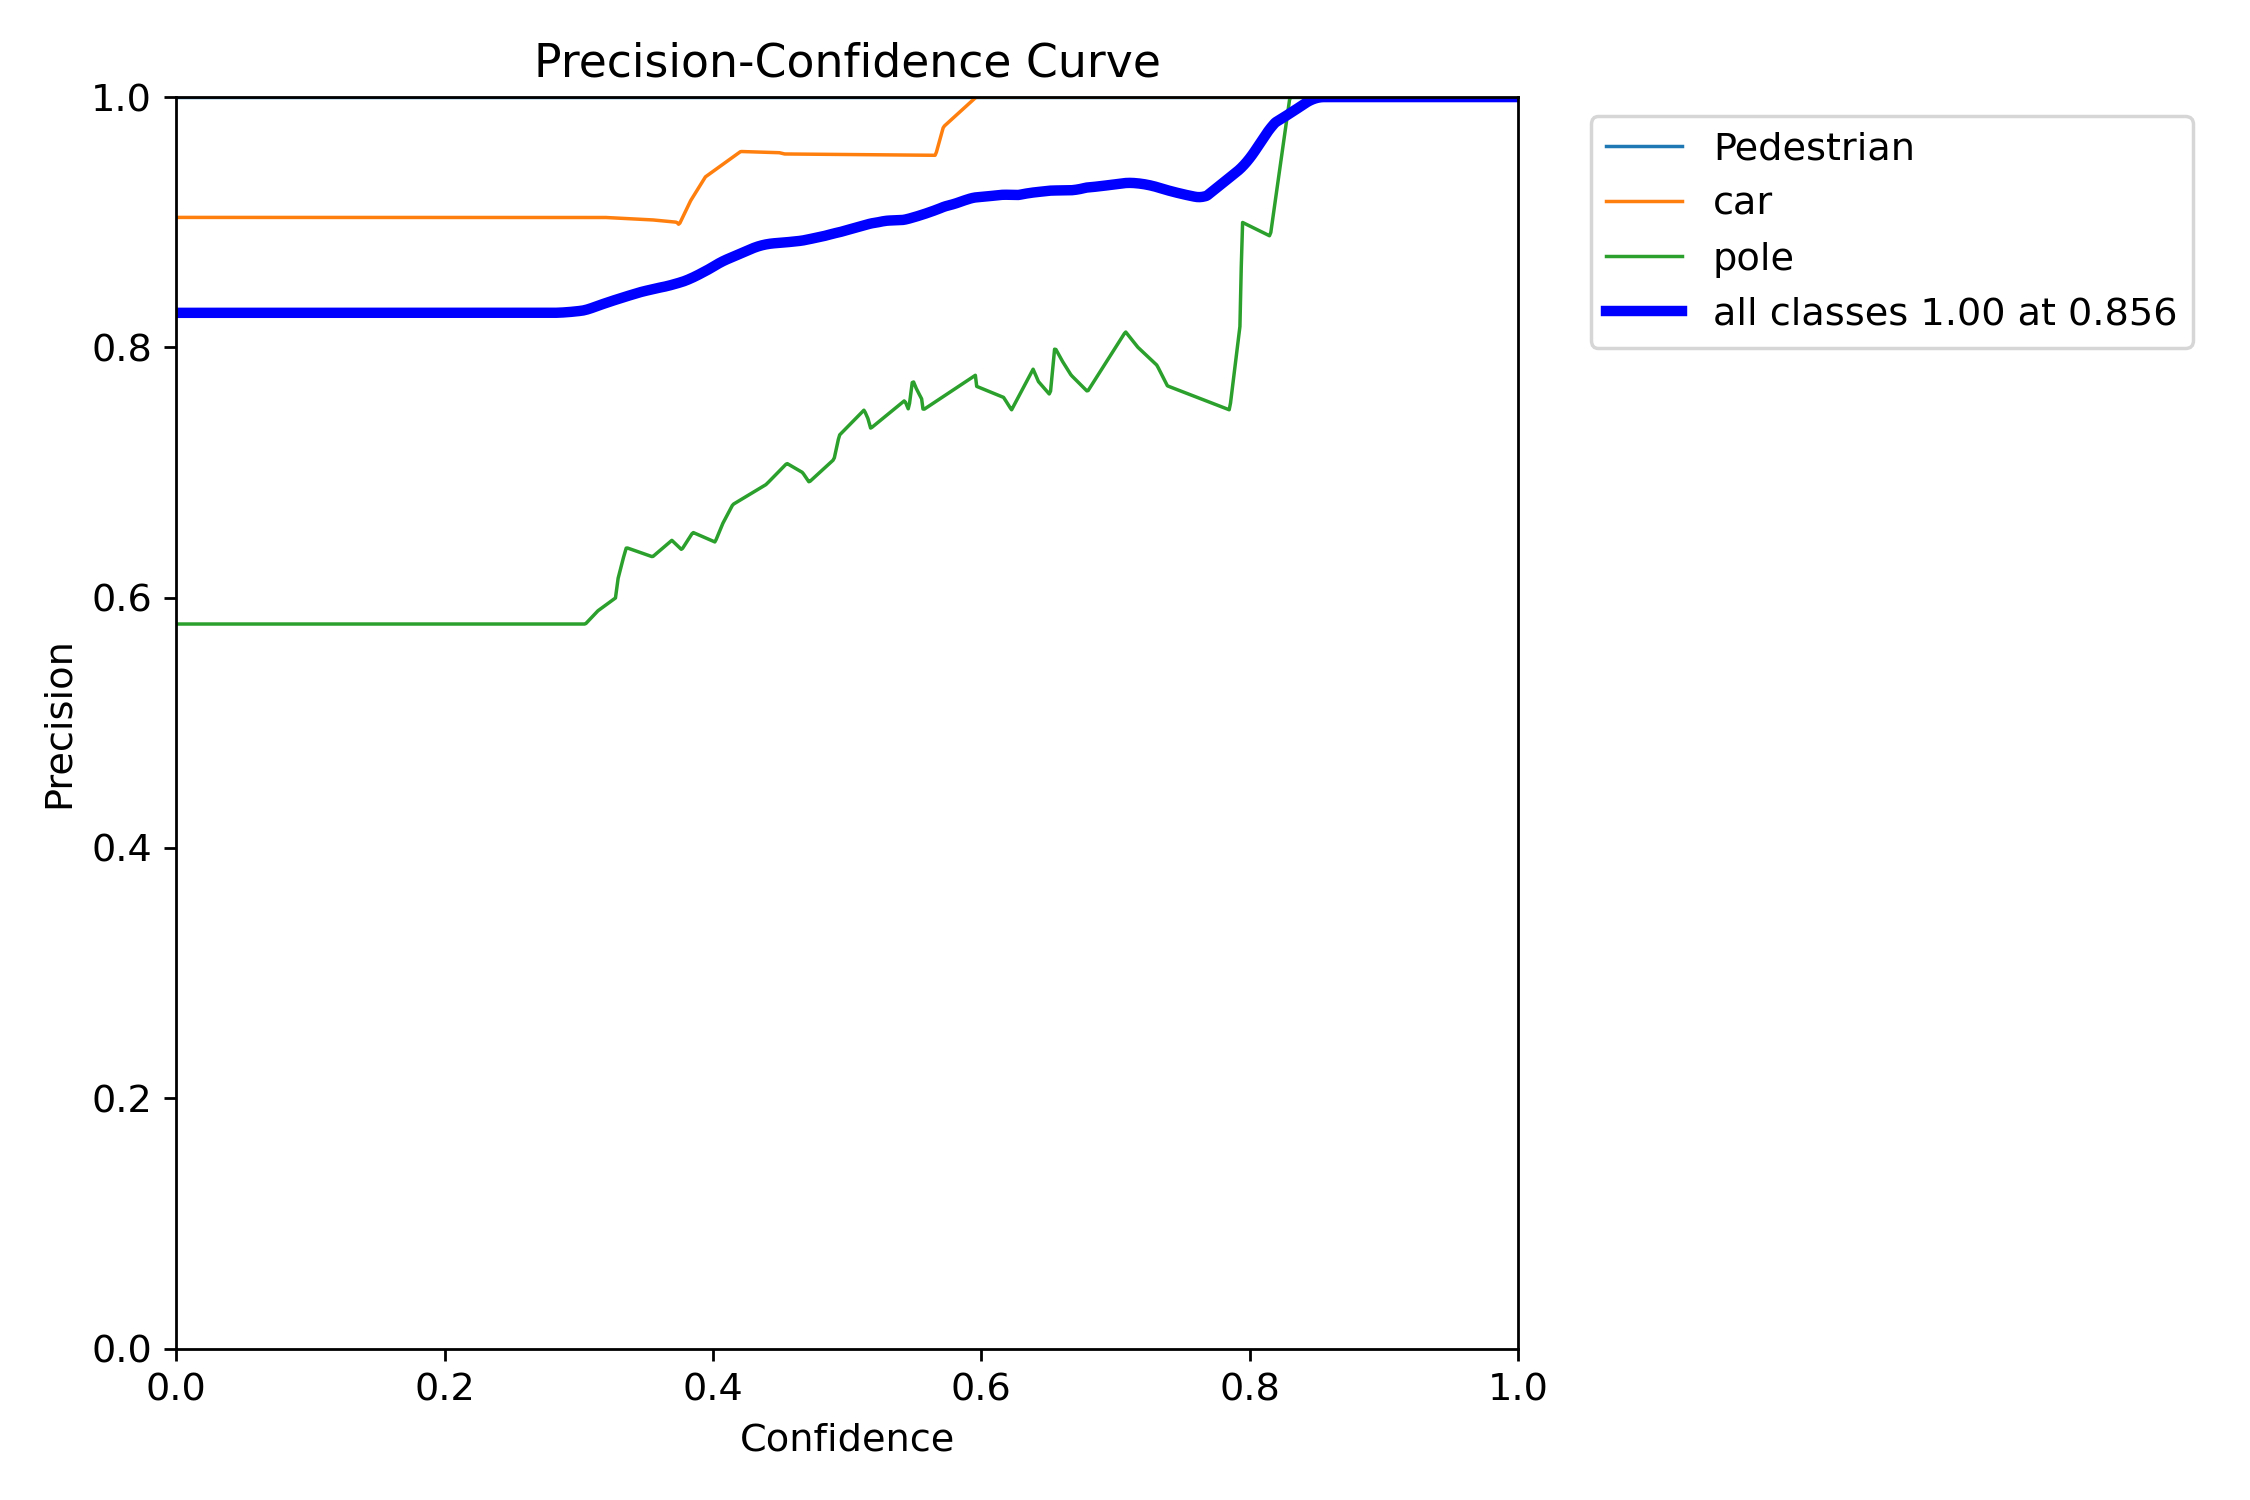 Precision-Confidence Curve
1.0
0.8
0.6
0.4
0.2
0.0
Precision
0.0 0.2 0.4 0.6 0.8 1.0
Confidence
Pedestrian
car
pole
all classes 1.00 at 0.856